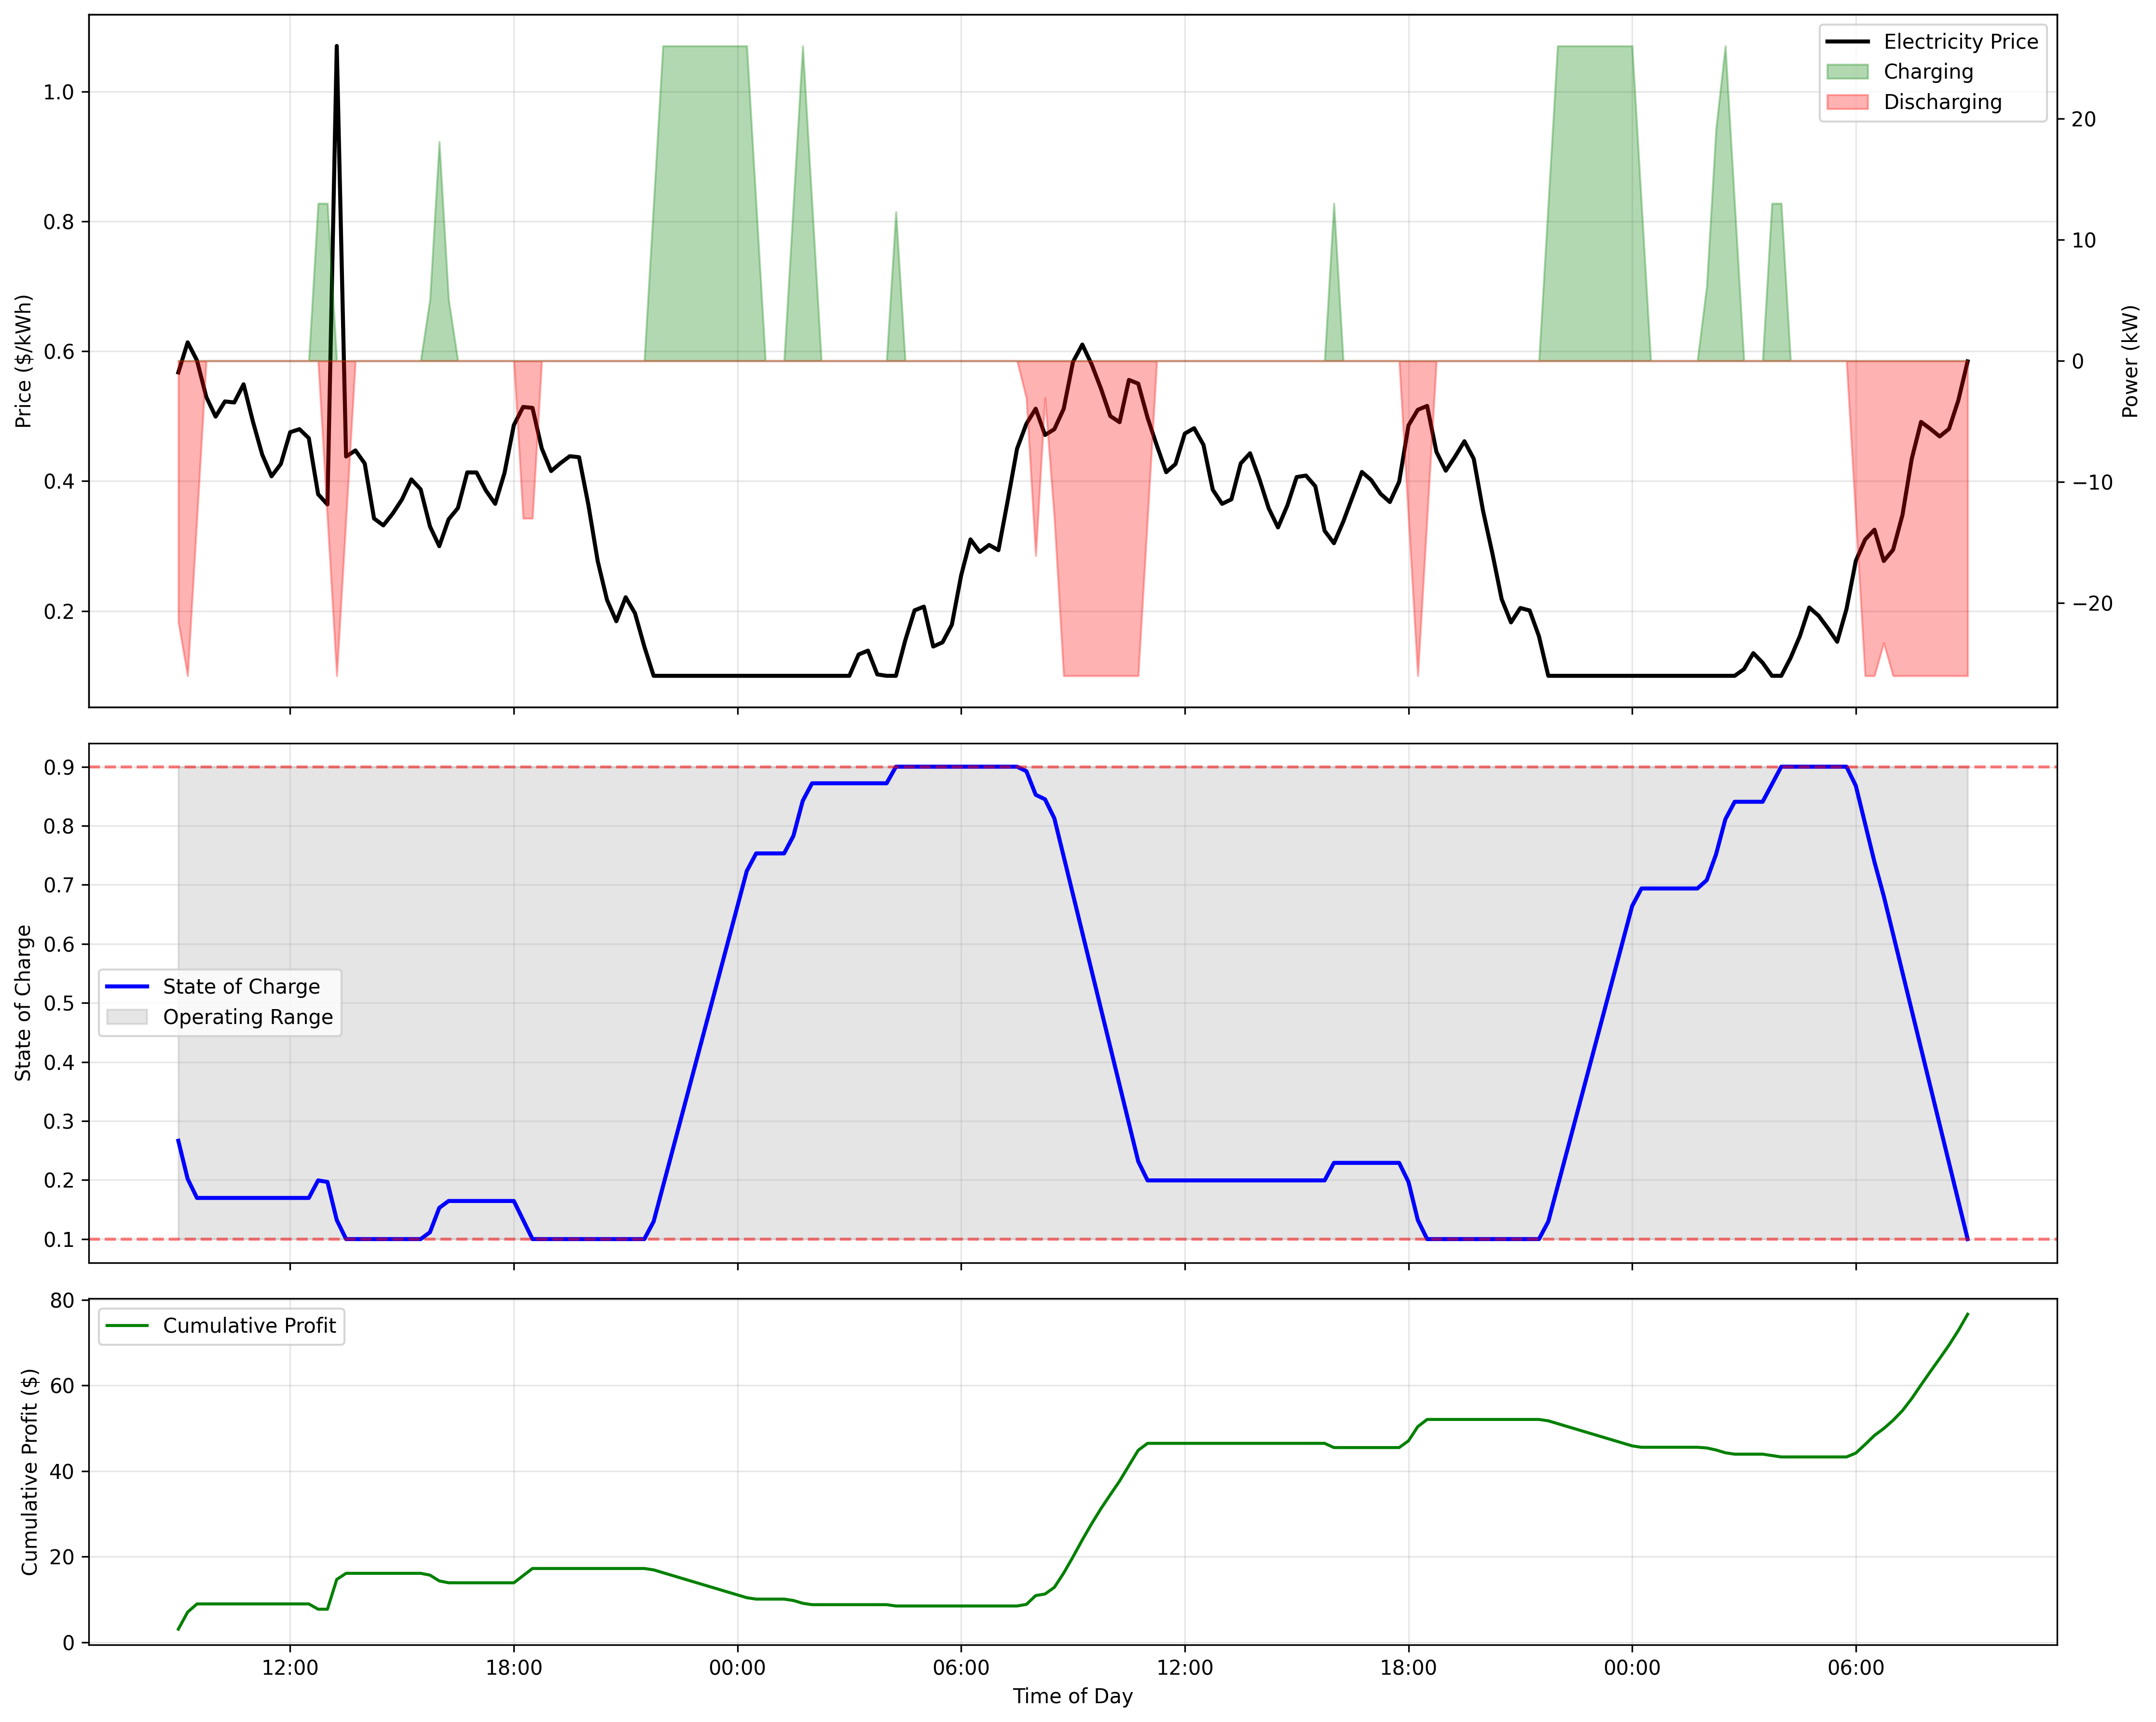 Electricity Price
Charging
Discharging
1.0
0.8
0.6
0.4
0.2
Price ($/kWh)
20
10
0
−10
−20
Power (kW)
0.9
0.8
0.7
0.6
0.5
0.4
0.3
0.2
0.1
State of Charge
State of Charge
Operating Range
80
60
40
20
0
Cumulative Profit ($)
Cumulative Profit
12:00 18:00 00:00 06:00 12:00 18:00 00:00 06:00
Time of Day